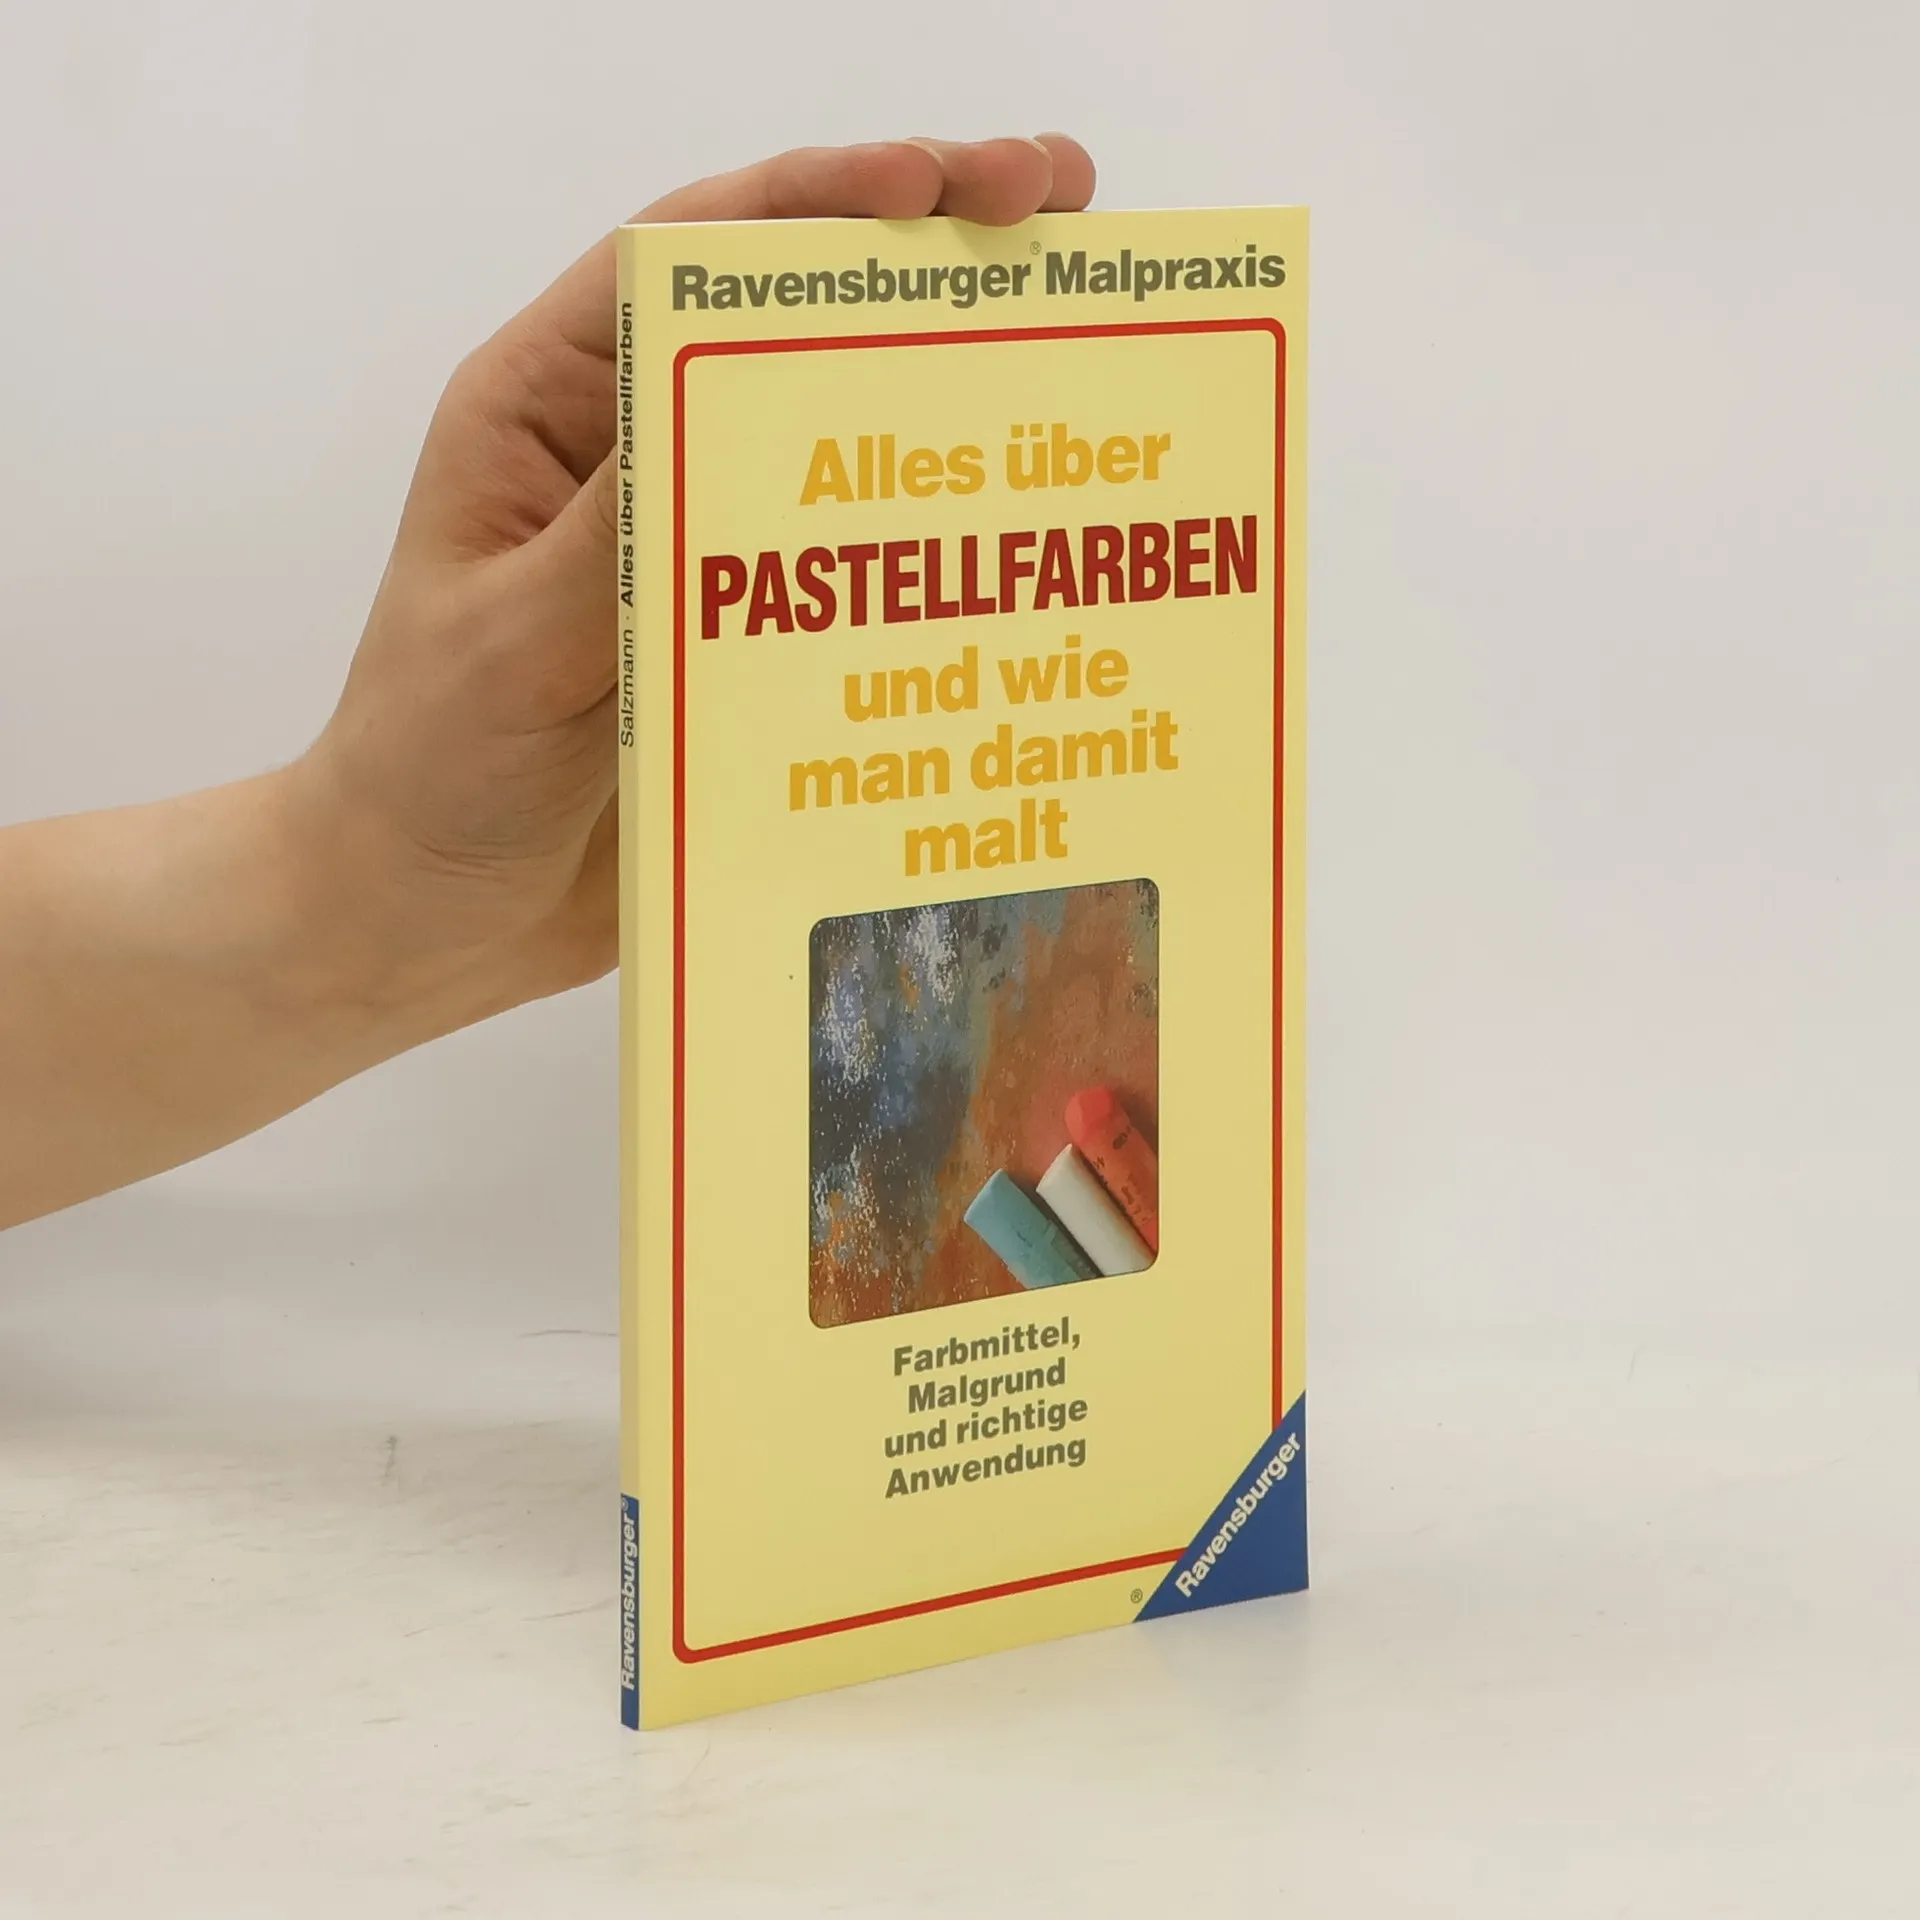 Ravensburger® Malpraxis
Alles über
PASTELLFARBEN
und wie
man damit
malt
Farbmittel,
Malgrund
und richtige
Anwendung
Ravensburger
®
Salzmann · Alles über Pastellfarben
Ravensburger®